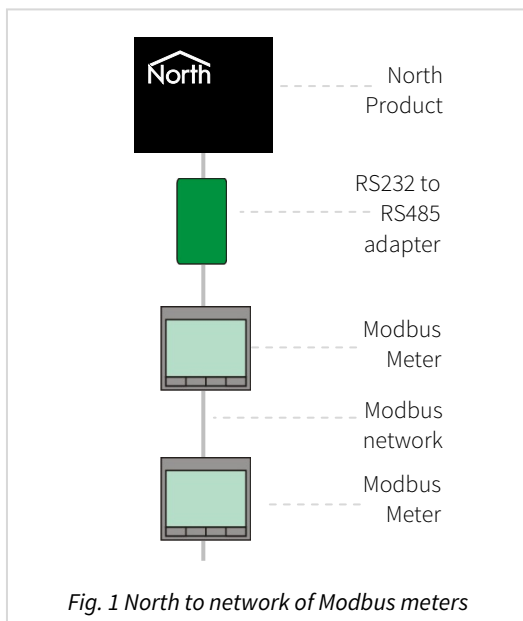 North
North
Product
RS232 to
RS485
adapter
Modbus
Meter
Modbus
network
Modbus
Meter
Fig. 1 North to network of Modbus meters